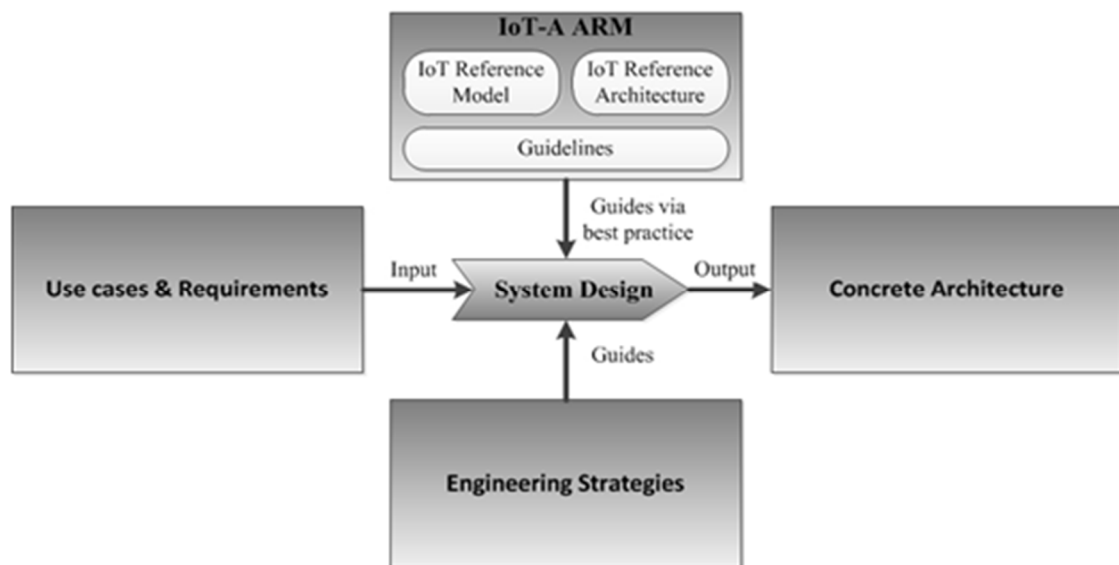 IoT-A ARM
IoT Reference
Model
IoT Reference
Architecture
Guidelines
Guides via
best practice
Use cases & Requirements
Input
System Design
Output
Concrete Architecture
Guides
Engineering Strategies